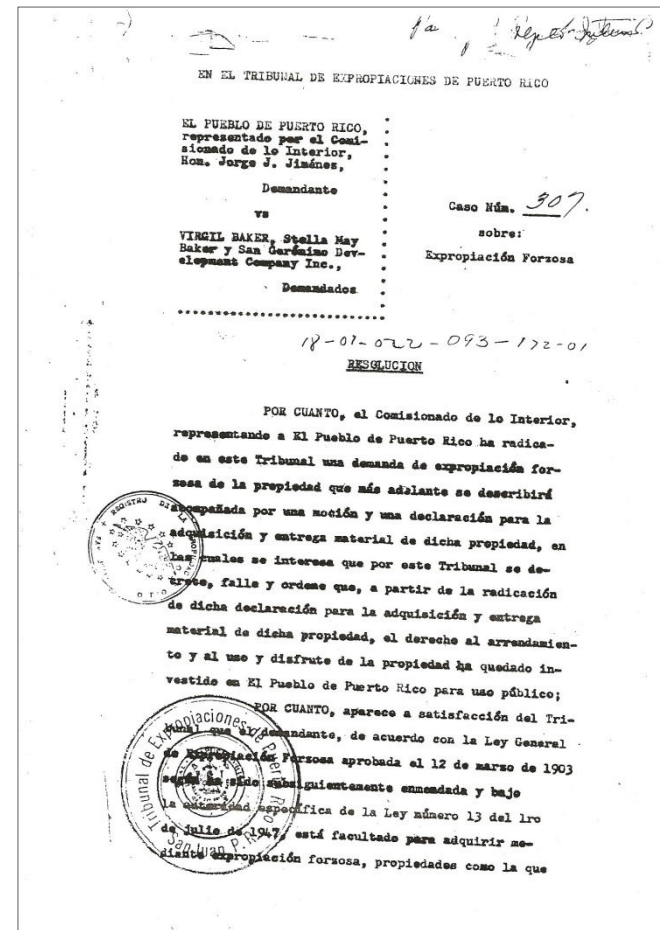 EN EL TRIBUNAL DE EXPROPIACIONES DE PUERTO RICO
EL PUEBLO DE PUERTO RICO,
representado por el Comi-
sionado de lo Interior,
Hon. Jorge J. Jiménez,
Demandante
vs
VIRGIL BAKER, Stella May
Baker y San Gerónimo Dev-
elopment Company Inc.,
Demandados
Caso Núm. 307.
sobre:
Expropiación Forzosa
18-01-022-093-172-01
RESOLUCION
POR CUANTO, el Comisionado de lo Interior,
representando a El Pueblo de Puerto Rico ha radica-
do en este Tribunal una demanda de expropiación for-
zosa de la propiedad que más adelante se describirá
acompañada por una moción y una declaración para la
adquisición y entrega material de dicha propiedad, en
las cuales se interesa que por este Tribunal se de-
crete, falle y ordene que, a partir de la radicación
de dicha declaración para la adquisición y entrega
material de dicha propiedad, el derecho al arrendamien-
to y al uso y disfrute de la propiedad ha quedado in-
vestido en El Pueblo de Puerto Rico para uso público;
POR CUANTO, aparece a satisfacción del Tri-
bunal que el demandante, de acuerdo con la Ley General
de Expropiación Forzosa aprobada el 12 de marzo de 1903
según ha sido subsiguientemente enmendada y bajo
la autoridad específica de la Ley número 13 del 1ro
de julio de 1947, está facultado para adquirir me-
diante expropiación forzosa, propiedades como la que
REGISTRO DE LA
Tribunal de Expropiaciones de Puerto Rico
San Juan P.R.